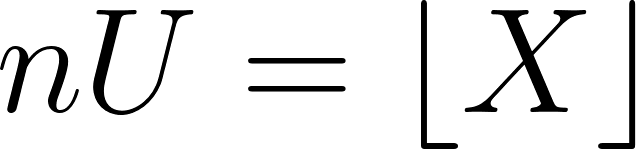 nU = ⌊X⌋